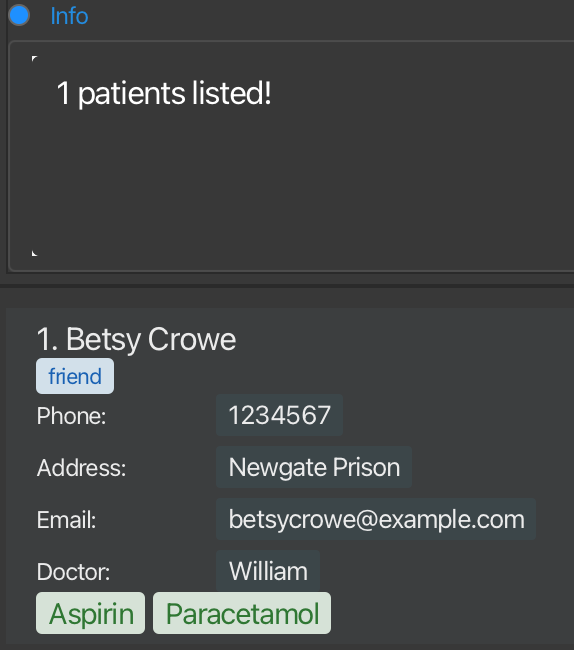 Info
1 patients listed!
1. Betsy Crowe
friend
Phone: 1234567
Address: Newgate Prison
Email: betsycrowe@example.com
Doctor: William
Aspirin Paracetamol